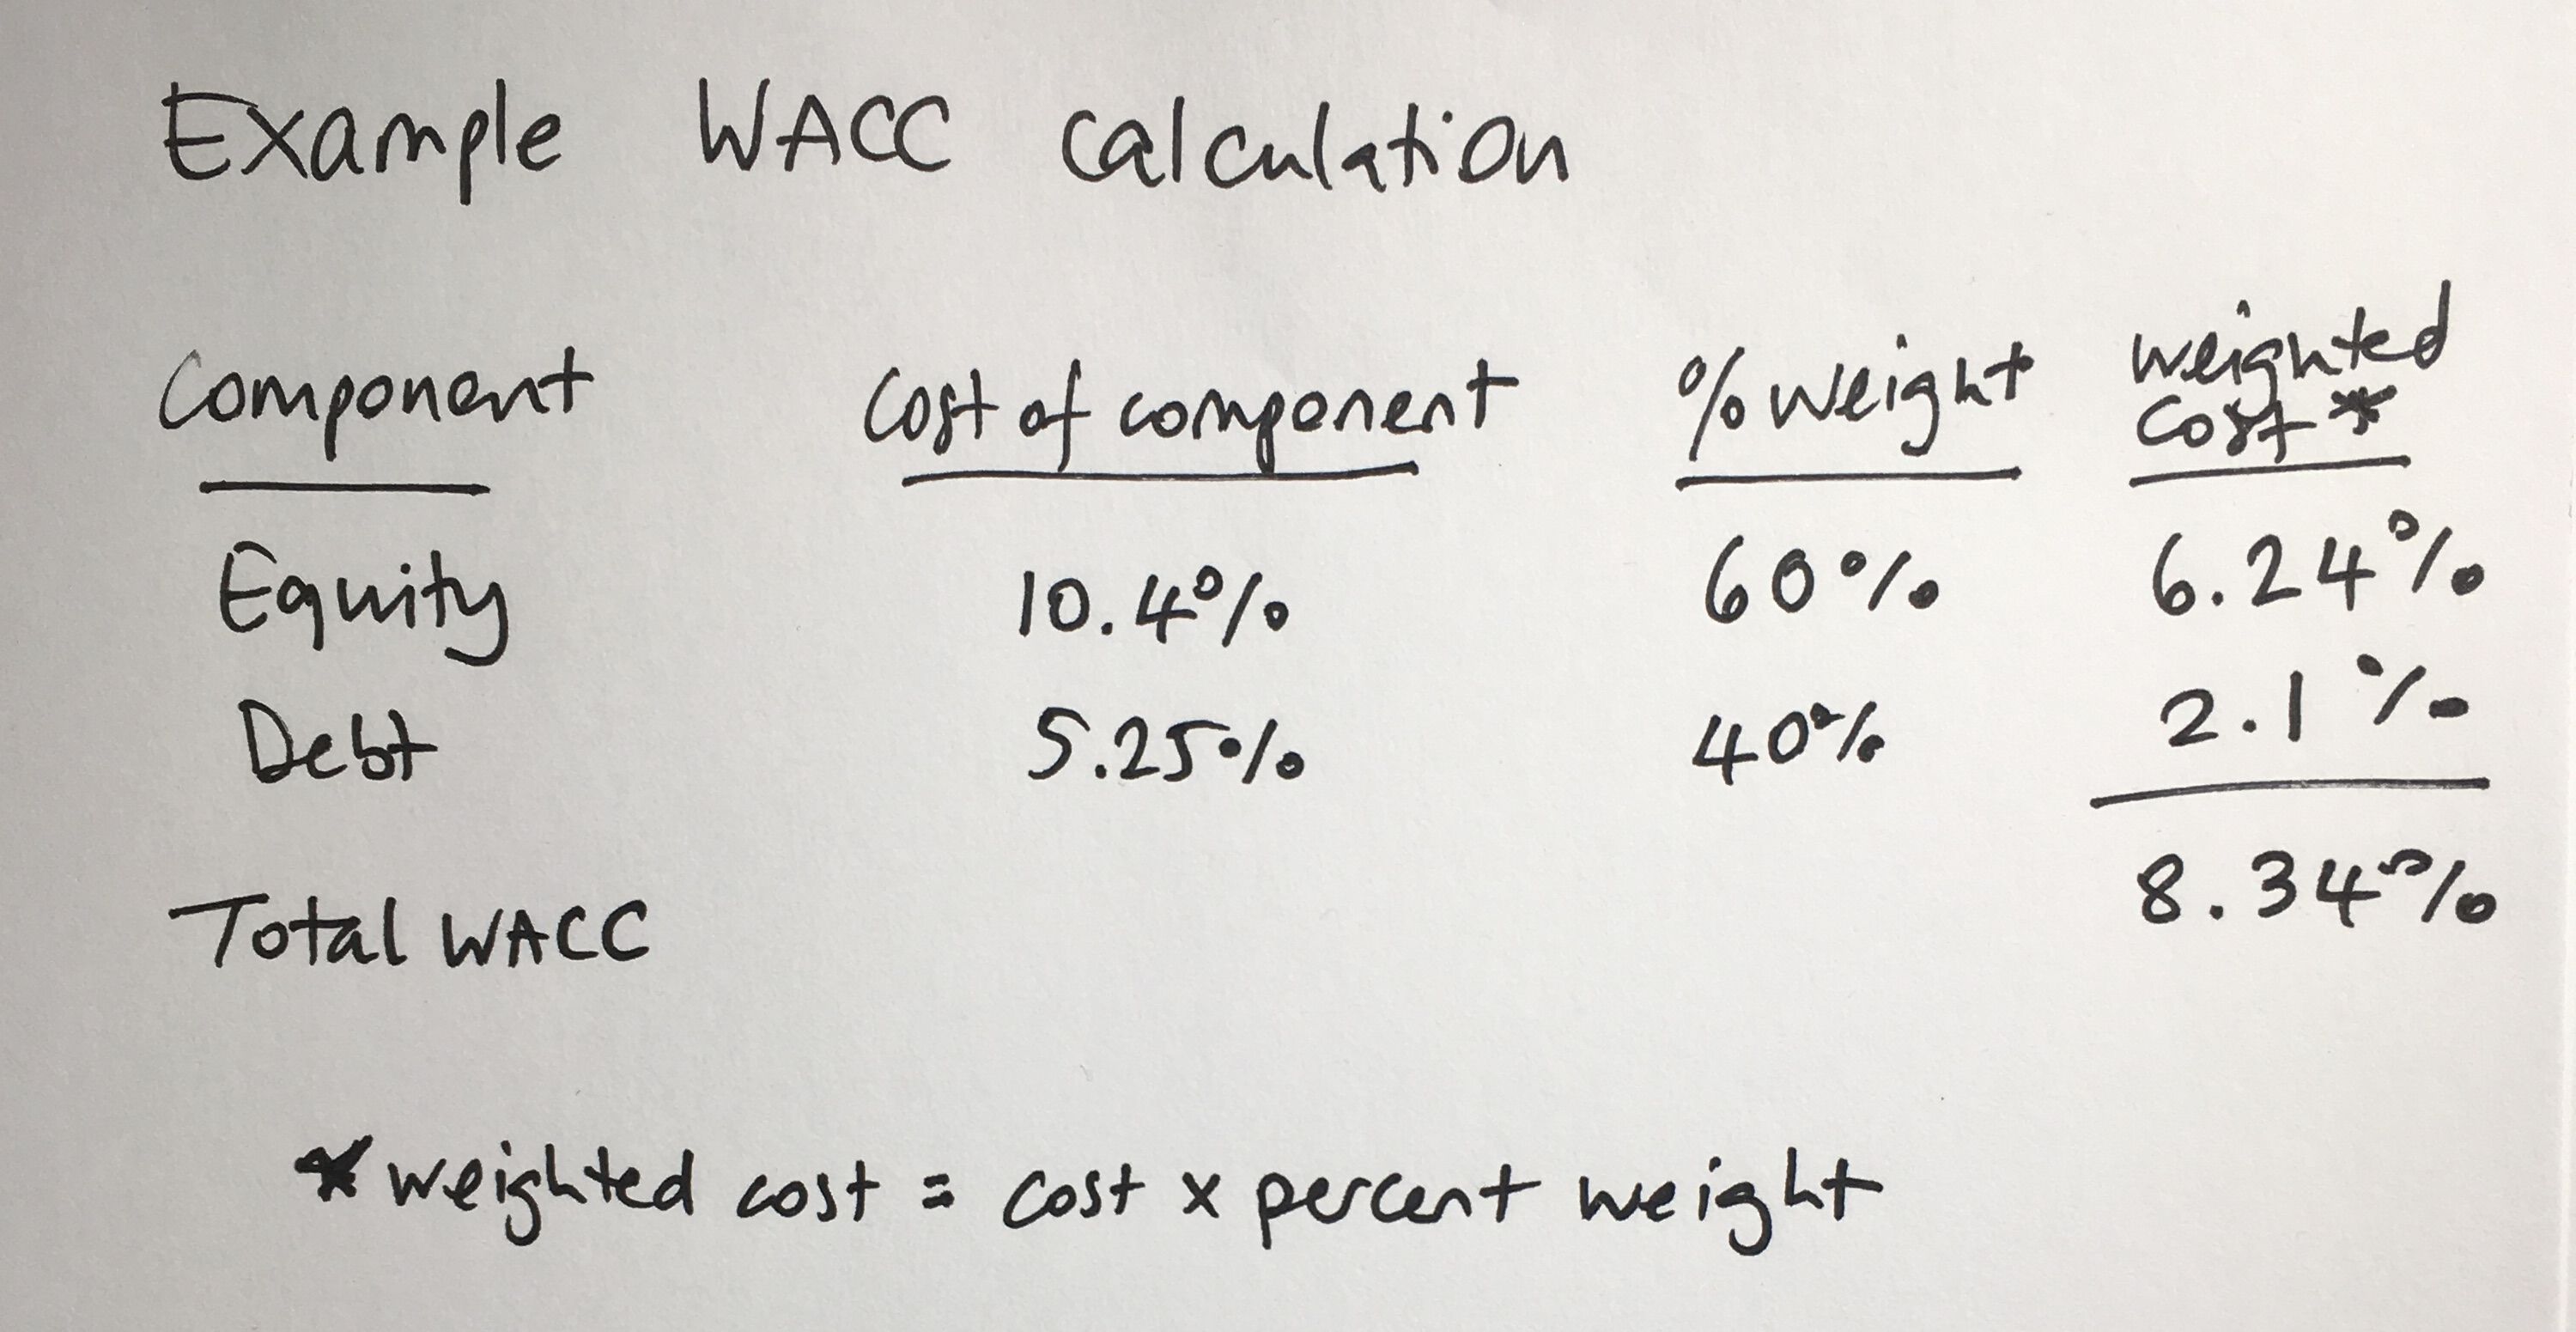 Example WACC calculation
Component Cost of component % weight weighted cost *
Equity 10.4% 60% 6.24%
Debt 5.25% 40% 2.1%
Total WACC 8.34%
* weighted cost = cost x percent weight